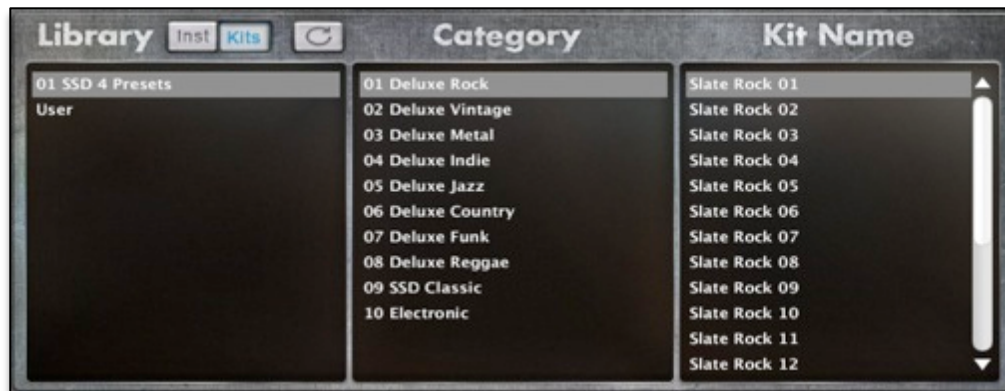 Library Inst Kits Category Kit Name
01 SSD 4 Presets
User
01 Deluxe Rock
02 Deluxe Vintage
03 Deluxe Metal
04 Deluxe Indie
05 Deluxe Jazz
06 Deluxe Country
07 Deluxe Funk
08 Deluxe Reggae
09 SSD Classic
10 Electronic
Slate Rock 01
Slate Rock 02
Slate Rock 03
Slate Rock 04
Slate Rock 05
Slate Rock 06
Slate Rock 07
Slate Rock 08
Slate Rock 09
Slate Rock 10
Slate Rock 11
Slate Rock 12